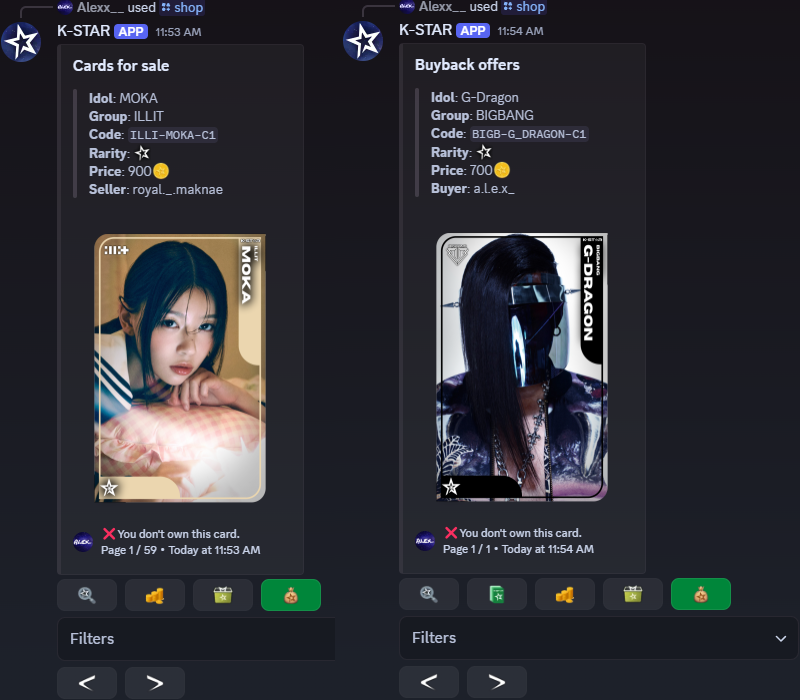 Alexx__ used shop
K-STAR APP 11:53 AM
Cards for sale
Idol: MOKA
Group: ILLIT
Code: ILLI-MOKA-C1
Rarity:
Price: 900
Seller: royal._.maknae
K-ST☆R
ILLIT
MOKA
ALEX_
❌You don't own this card.
Page 1 / 59 • Today at 11:53 AM
Filters
< >
Alexx__ used shop
K-STAR APP 11:54 AM
Buyback offers
Idol: G-Dragon
Group: BIGBANG
Code: BIGB-G_DRAGON-C1
Rarity:
Price: 700
Buyer: a.l.e.x_
K-ST☆R
BIGBANG
G-DRAGON
ALEX_
❌You don't own this card.
Page 1 / 1 • Today at 11:54 AM
Filters
< >